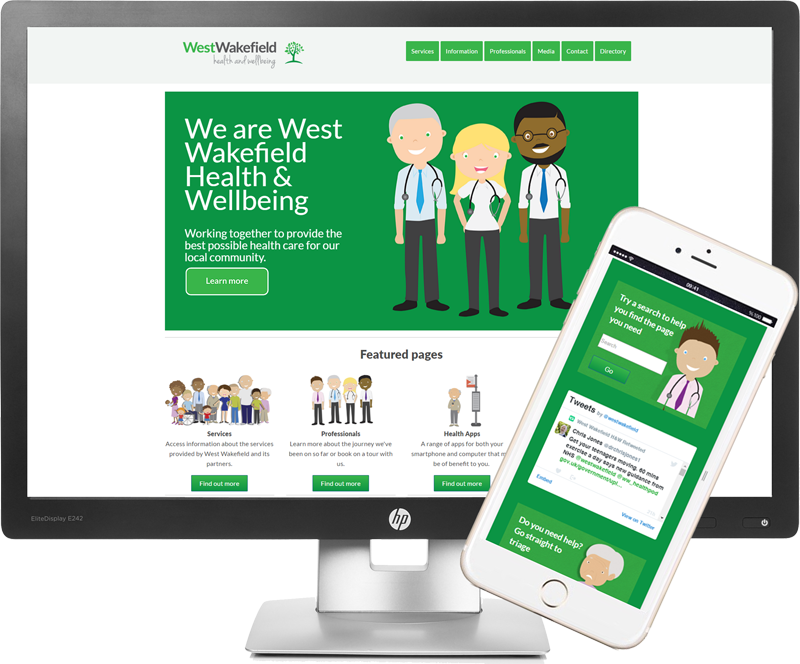 WestWakefield
health and wellbeing
Services
Information
Professionals
Media
Contact
Directory
We are West
Wakefield
Health &
Wellbeing
Working together to provide the
best possible health care for our
local community.
Learn more
Featured pages
Services
Access information about the services
provided by West Wakefield and its
partners.
Find out more
Professionals
Learn more about the journey we've
been on so far or book on a tour with
us.
Find out more
Health Apps
A range of apps for both your
smartphone and computer that m
be of benefit to you.
Find out more
EliteDisplay E242
hp
09:41
%100
Try a search to help
you find the page
you need
Search
Go
Tweets by @westwakefield
West Wakefield H&W Retweeted
Chris Jones
Get your teenagers moving. 60 mins
exercise a day says new guidance from
NHS @westwakefield @ww_healthpod
gov.uk/government/upl...
Embed
View on Twitter
Do you need help?
Go straight to
triage